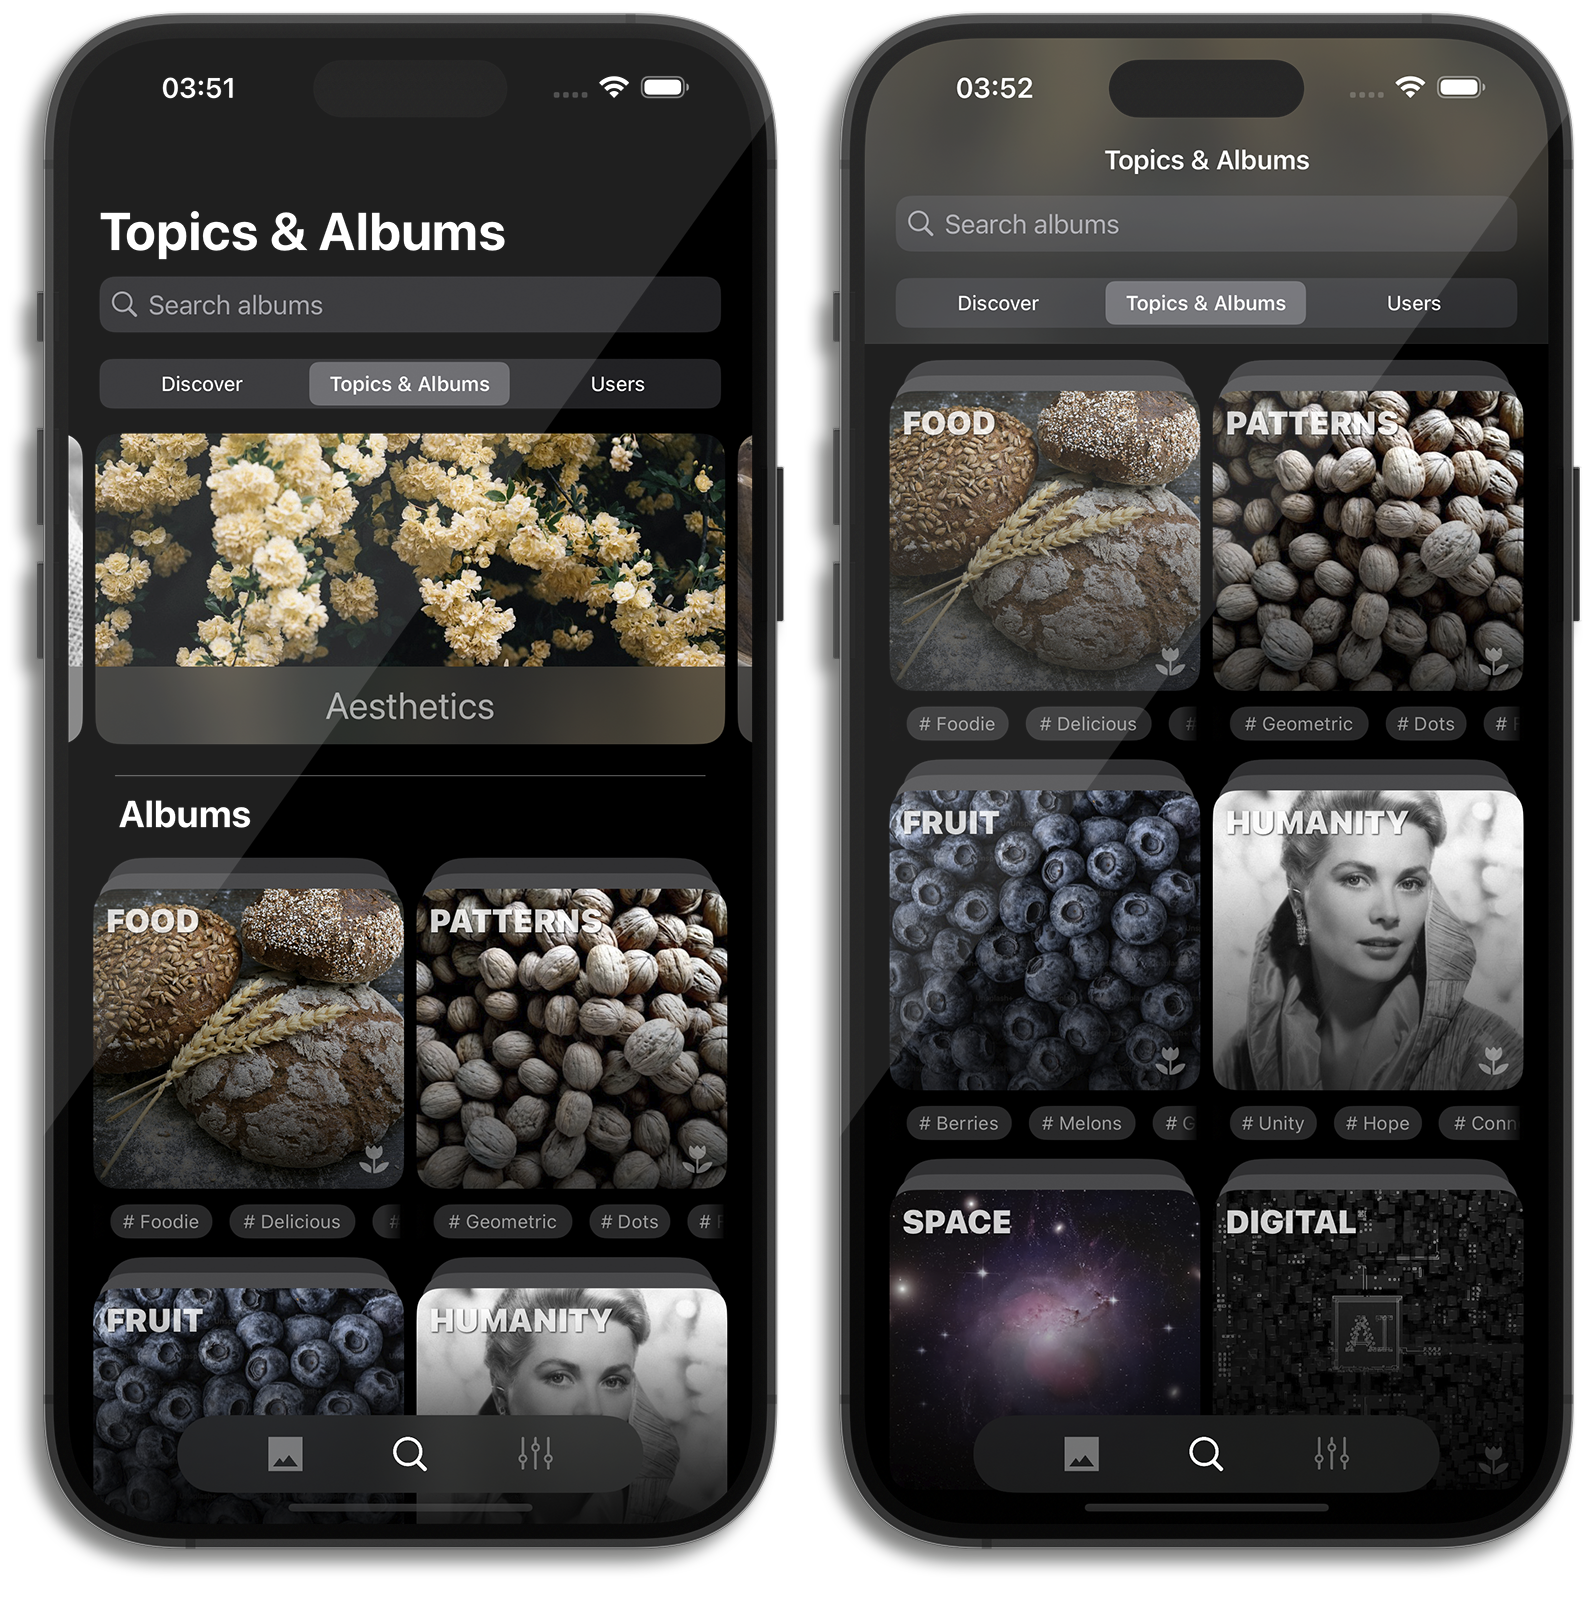 03:51
Topics & Albums
Search albums
Discover Topics & Albums Users
Aesthetics
Albums
FOOD PATTERNS
# Foodie # Delicious # # Geometric # Dots #
FRUIT HUMANITY
03:52
Topics & Albums
Search albums
Discover Topics & Albums Users
FOOD PATTERNS
# Foodie # Delicious # # Geometric # Dots #
FRUIT HUMANITY
# Berries # Melons # G # Unity # Hope # Conn
SPACE DIGITAL
AI